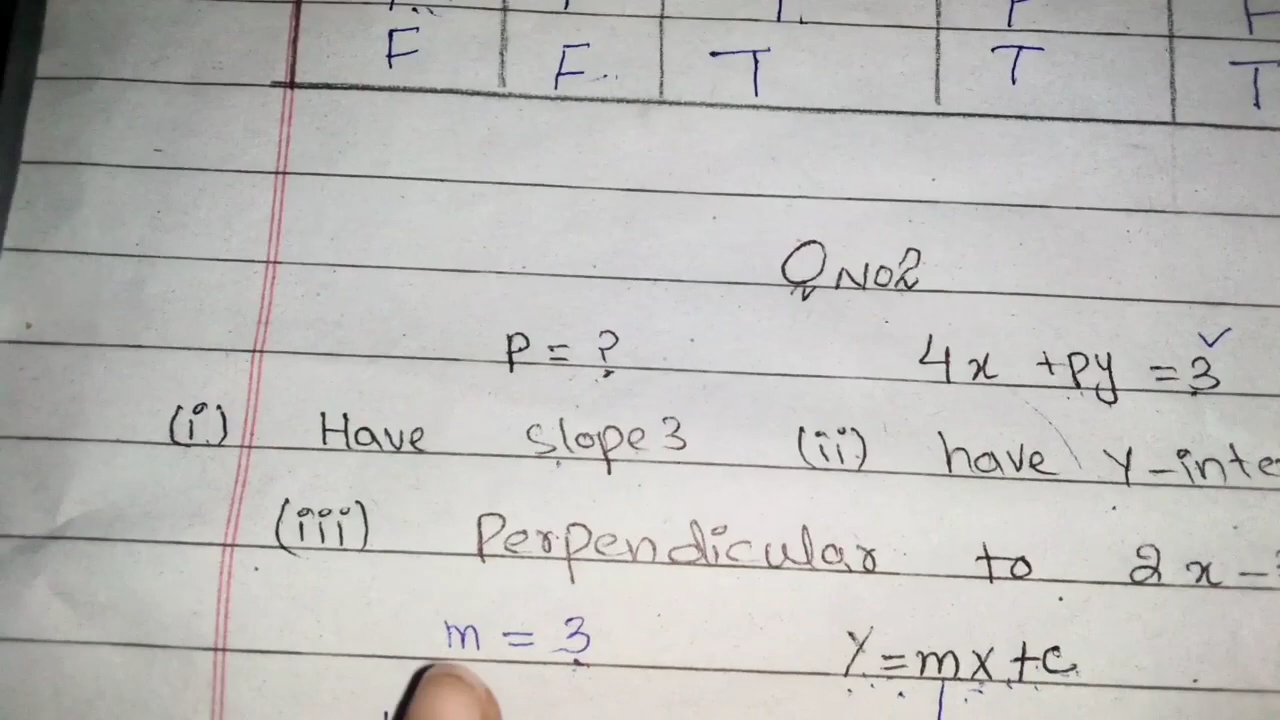 F F T T T
Q NO2
P = ? 4x + py = 3
(i) Have slope 3 (ii) have y-inte
(iii) Perpendicular to 2x -
m = 3 Y = mx + c